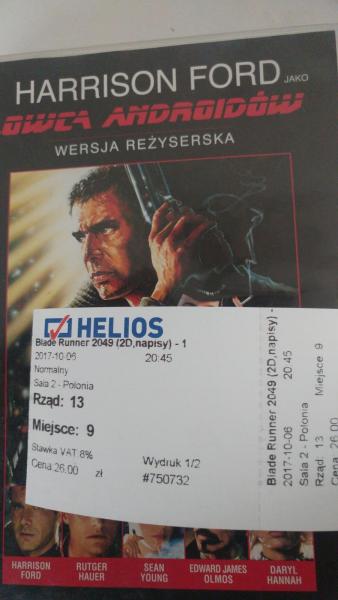 HARRISON FORD JAKO
ŁOWCA ANDROIDÓW
WERSJA REŻYSERSKA
HELIOS
Blade Runner 2049 (2D,napisy) - 1
2017-10-06 20:45
Normalny
Sala 2 - Polonia
Rząd: 13
Miejsce: 9
Stawka VAT 8%
Cena:26.00 zł
Wydruk 1/2
#750732
Blade Runner 2049 (2D,napisy) -
2017-10-06 20:45
Sala 2 - Polonia
Rząd: 13 Miejsce: 9
Cena:26.00
HARRISON FORD
RUTGER HAUER
SEAN YOUNG
EDWARD JAMES OLMOS
DARYL HANNAH